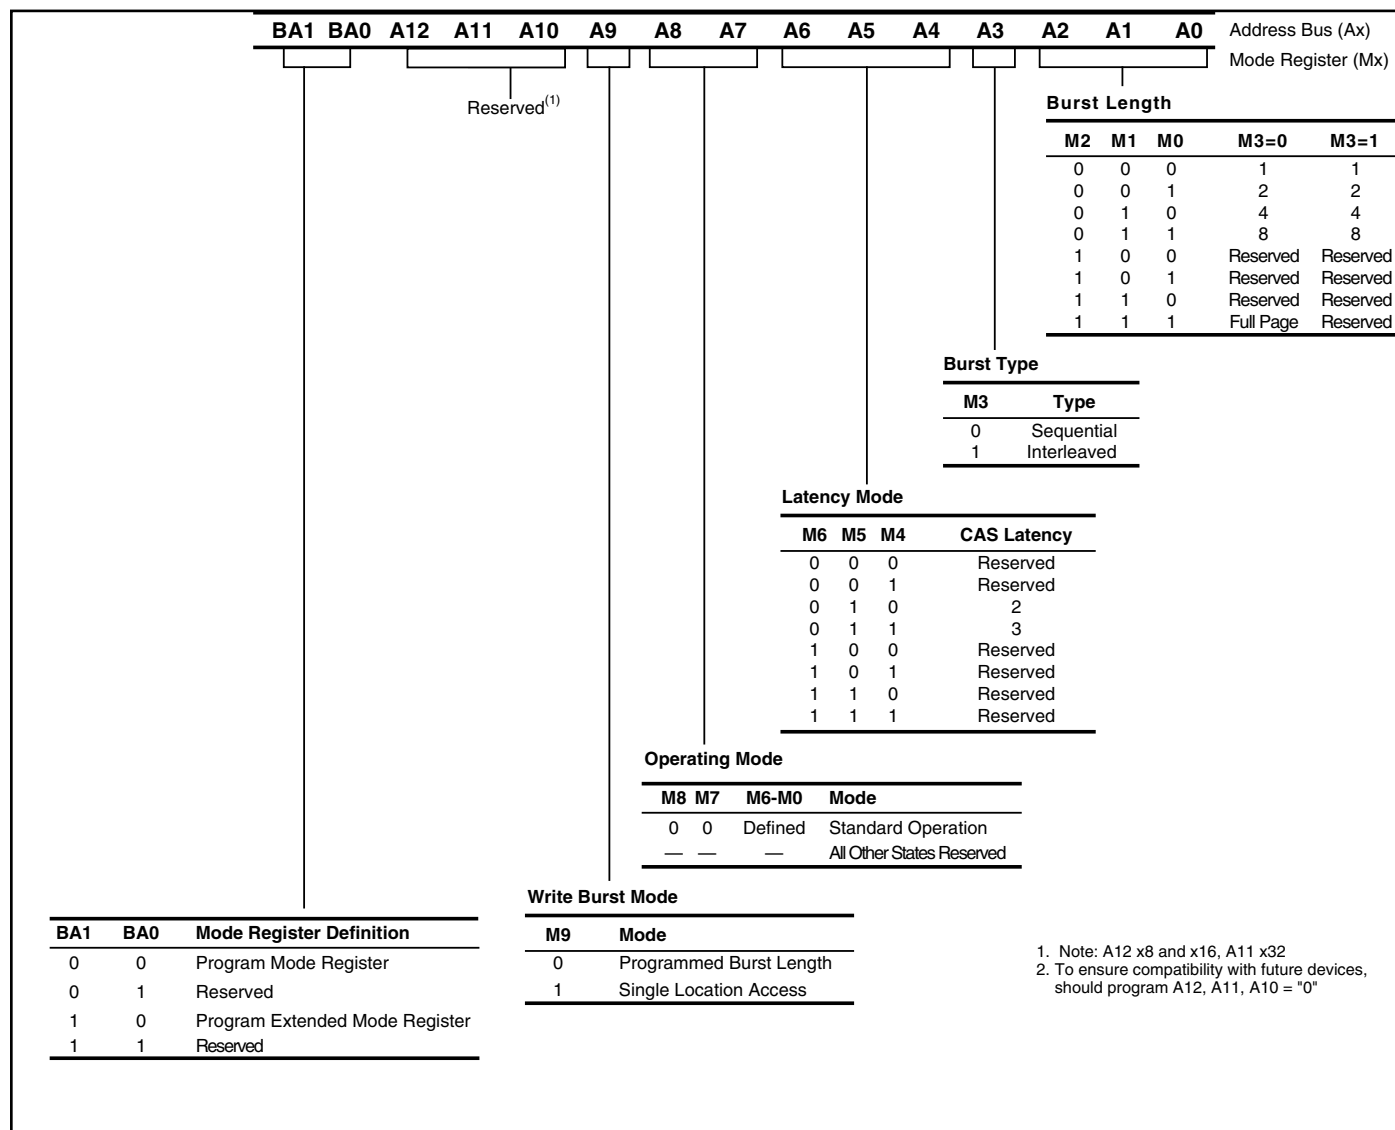 BA1 BA0 A12 A11 A10 A9 A8 A7 A6 A5 A4 A3 A2 A1 A0 Address Bus (Ax)
Mode Register (Mx)
Reserved(1)
Burst Length
M2 M1 M0 M3=0 M3=1
0 0 0 1 1
0 0 1 2 2
0 1 0 4 4
0 1 1 8 8
1 0 0 Reserved Reserved
1 0 1 Reserved Reserved
1 1 0 Reserved Reserved
1 1 1 Full Page Reserved
Burst Type
M3 Type
0 Sequential
1 Interleaved
Latency Mode
M6 M5 M4 CAS Latency
0 0 0 Reserved
0 0 1 Reserved
0 1 0 2
0 1 1 3
1 0 0 Reserved
1 0 1 Reserved
1 1 0 Reserved
1 1 1 Reserved
Operating Mode
M8 M7 M6-M0 Mode
0 0 Defined Standard Operation
— — — All Other States Reserved
Write Burst Mode
M9 Mode
0 Programmed Burst Length
1 Single Location Access
BA1 BA0 Mode Register Definition
0 0 Program Mode Register
0 1 Reserved
1 0 Program Extended Mode Register
1 1 Reserved
1. Note: A12 x8 and x16, A11 x32
2. To ensure compatibility with future devices,
should program A12, A11, A10 = "0"